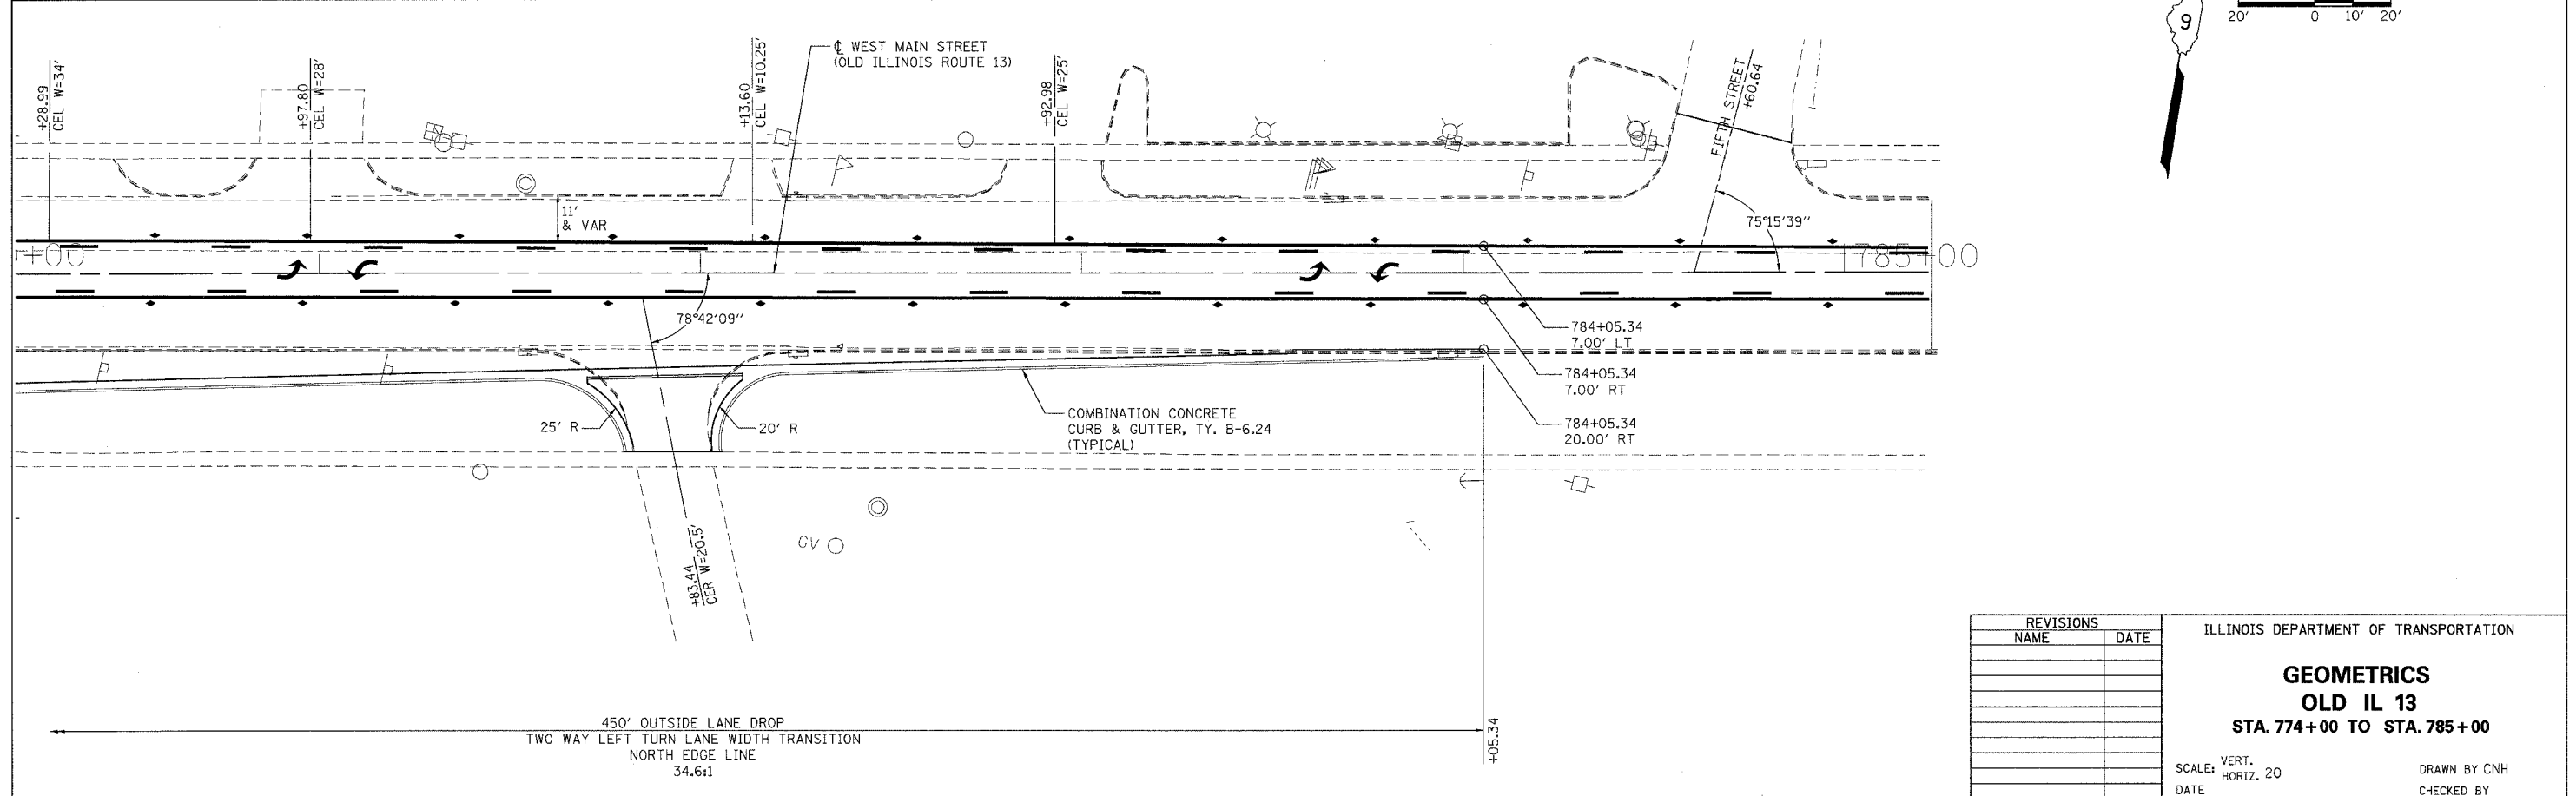 9
20' 0 10' 20'
+28.99
CEL W=34'
+97.80
CEL W=28'
+13.60
CEL W=10.25'
℄ WEST MAIN STREET
(OLD ILLINOIS ROUTE 13)
+92.98
CEL W=25'
FIFTH STREET
+60.64
11'
& VAR
75°15'39"
+00
785+00
78°42'09"
784+05.34
7.00' LT
784+05.34
7.00' RT
784+05.34
20.00' RT
25' R
20' R
COMBINATION CONCRETE
CURB & GUTTER, TY. B-6.24
(TYPICAL)
+83.44
CER W=20.5'
GV
450' OUTSIDE LANE DROP
TWO WAY LEFT TURN LANE WIDTH TRANSITION
NORTH EDGE LINE
34.6:1
+05.34
REVISIONS
NAME DATE
ILLINOIS DEPARTMENT OF TRANSPORTATION
GEOMETRICS
OLD IL 13
STA. 774+00 TO STA. 785+00
SCALE: VERT.
HORIZ. 20
DRAWN BY CNH
DATE
CHECKED BY